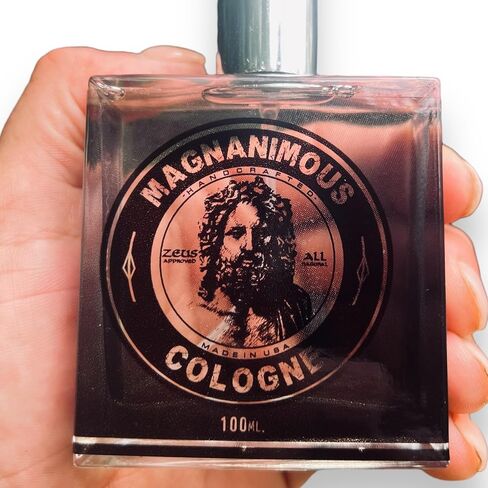 MAGNANIMOUS
HANDCRAFTED
ZEUS
APPROVED
ALL
NATURAL
MADE IN USA
COLOGNE
100ML.